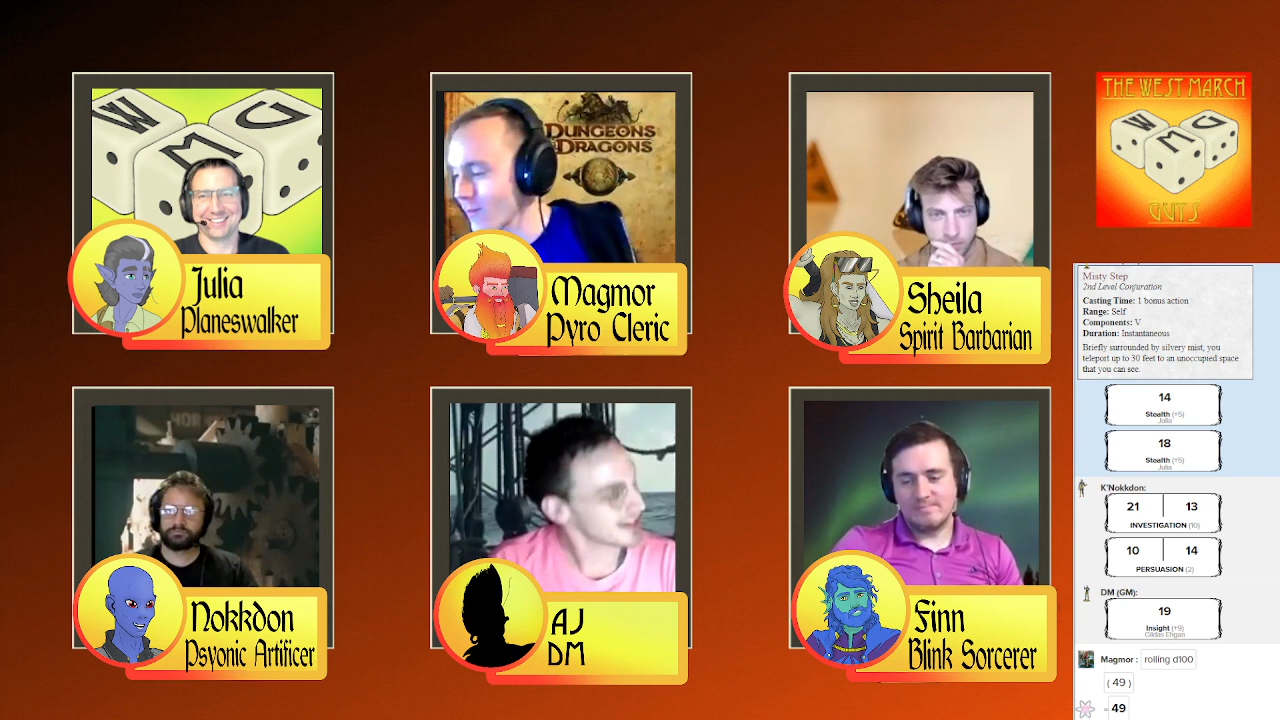 W
M
G
Julia
Planeswalker
DUNGEONS
& DRAGONS
Magmor
Pyro Cleric
Sheila
Spirit Barbarian
THE WEST MARCH
W
M
G
GUYS
Nokkdon
Psyonic Artificer
AJ
DM
Finn
Blink Sorcerer
Misty Step
2nd Level Conjuration
Casting Time: 1 bonus action
Range: Self
Components: V
Duration: Instantaneous
Briefly surrounded by silvery mist, you
teleport up to 30 feet to an unoccupied space
that you can see.
14
Stealth (+5)
Julia
18
Stealth (+5)
Julia
K'Nokkdon:
21 13
INVESTIGATION (10)
10 14
PERSUASION (2)
DM (GM):
19
Insight (+9)
Gildas Ehgan
Magmor : rolling d100
( 49 )
= 49